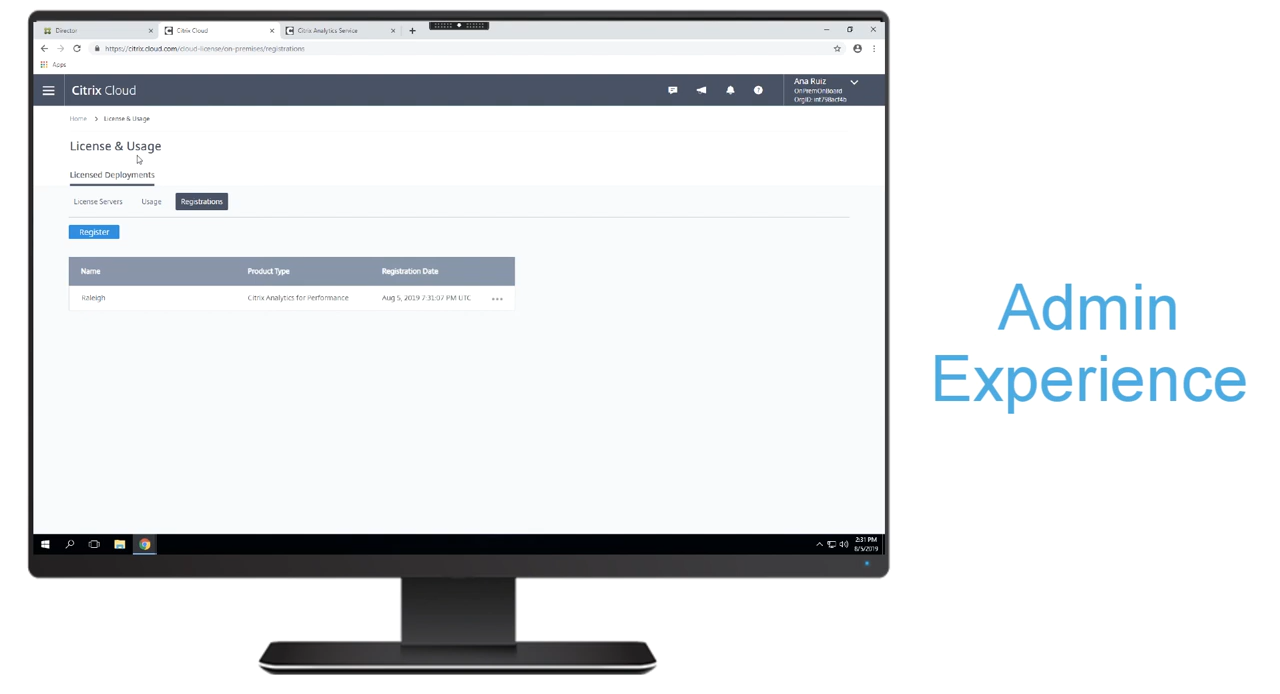 Director
Citrix Cloud
Citrix Analytics Service
https://citrix.cloud.com/cloud-license/on-premises/registrations
Apps
Citrix Cloud
Ana Ruiz
OnPremOnBoard
OrgID: int798acf4b
Home > License & Usage
License & Usage
Licensed Deployments
License Servers Usage Registrations
Register
Name Product Type Registration Date
Raleigh Citrix Analytics for Performance Aug 5, 2019 7:31:07 PM UTC
2:31 PM
8/5/2019
Admin
Experience